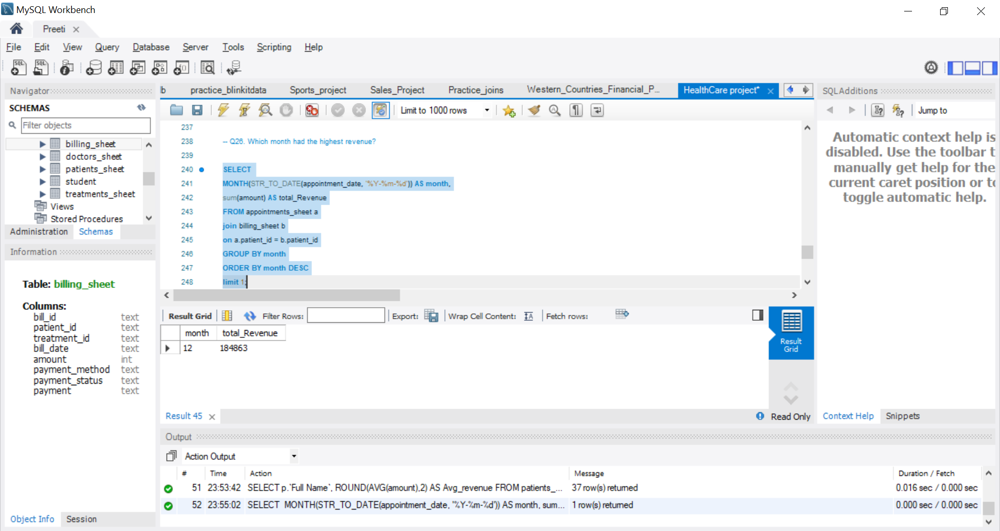 MySQL Workbench
Preeti
File Edit View Query Database Server Tools Scripting Help
Navigator
SCHEMAS
Filter objects
billing_sheet
doctors_sheet
patients_sheet
student
treatments_sheet
Views
Stored Procedures
Administration Schemas
Information
Table: billing_sheet
Columns:
bill_id text
patient_id text
treatment_id text
bill_date text
amount int
payment_method text
payment_status text
payment text
Object Info Session
lb practice_blinkitdata Sports_project Sales_Project Practice_joins Western_Countries_Financial_P... HealthCare project*
Limit to 1000 rows
237
238 -- Q26. Which month had the highest revenue?
239
240 SELECT
241 MONTH(STR_TO_DATE(appointment_date, '%Y-%m-%d')) AS month,
242 sum(amount) AS total_Revenue
243 FROM appointments_sheet a
244 join billing_sheet b
245 on a.patient_id = b.patient_id
246 GROUP BY month
247 ORDER BY month DESC
248 limit 1;
Result Grid Filter Rows: Export: Wrap Cell Content: Fetch rows:
month total_Revenue
12 184863
Result Grid
Result 45
Read Only
SQLAdditions
Jump to
Automatic context help is
disabled. Use the toolbar t
manually get help for the
current caret position or to
toggle automatic help.
Context Help Snippets
Output
Action Output
# Time Action Message Duration / Fetch
51 23:53:42 SELECT p.`Full Name`, ROUND(AVG(amount),2) AS Avg_revenue FROM patients_... 37 row(s) returned 0.016 sec / 0.000 sec
52 23:55:02 SELECT MONTH(STR_TO_DATE(appointment_date, '%Y-%m-%d')) AS month, sum... 1 row(s) returned 0.000 sec / 0.000 sec